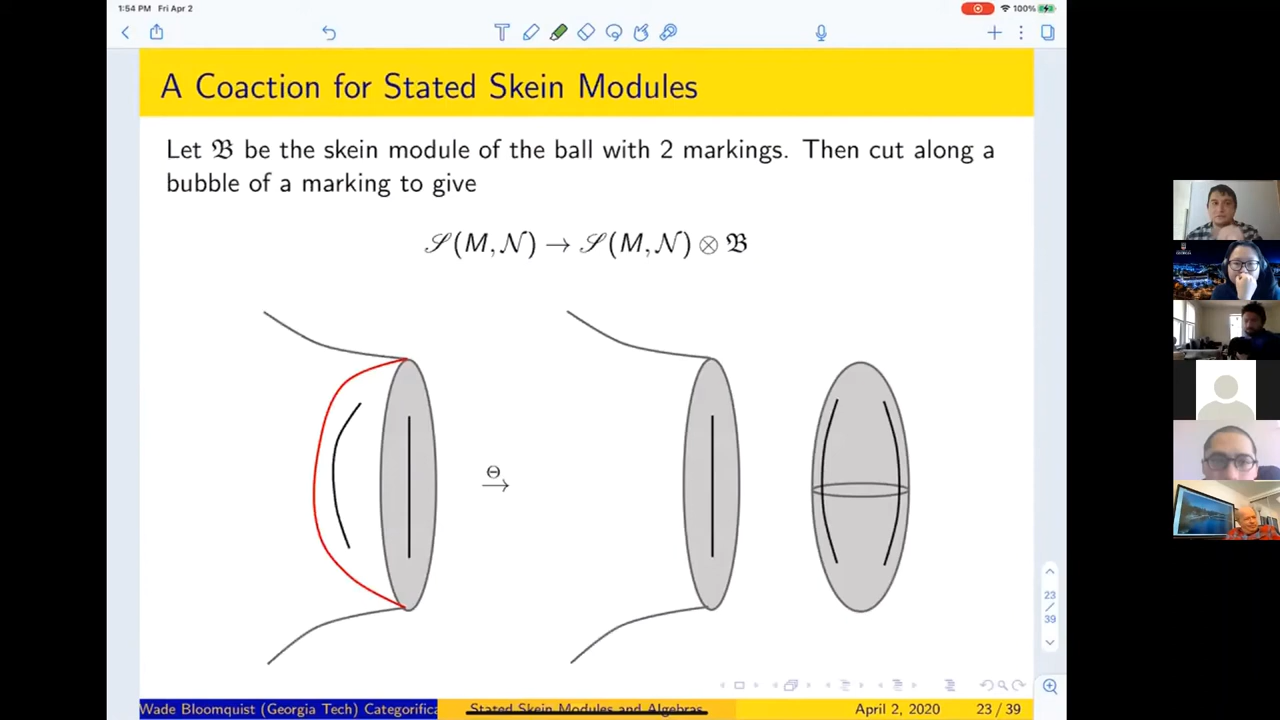 1:54 PM Fri Apr 2
100%
A Coaction for Stated Skein Modules
Let 𝔅 be the skein module of the ball with 2 markings. Then cut along a
bubble of a marking to give
𝒮(M, 𝒩) → 𝒮(M, 𝒩) ⊗ 𝔅
Θ
→
23
/
39
Wade Bloomquist (Georgia Tech) Categorifica
Stated Skein Modules and Algebras
April 2, 2020
23 / 39